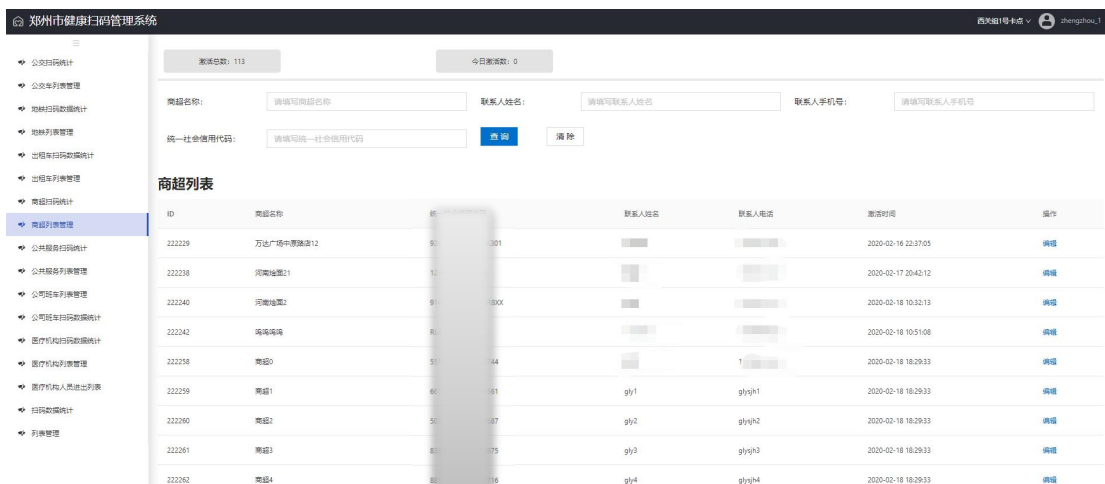 郑州市健康扫码管理系统 西关组1号卡点 zhengzhou_1
公交扫码统计
公交车列表管理
地铁扫码数据统计
地铁列表管理
出租车扫码数据统计
出租车列表管理
商超扫码统计
商超列表管理
公共服务扫码统计
公共服务列表管理
公司班车列表管理
公司班车扫码数据统计
医疗机构扫码数据统计
医疗机构列表管理
医疗机构人员进出列表
扫码数据统计
列表管理
激活总数：113 今日激活数：0
商超名称： 请填写商超名称 联系人姓名： 请填写联系人姓名 联系人手机号： 请填写联系人手机号
统一社会信用代码： 请填写统一社会信用代码 查询 清除
商超列表
ID 商超名称 联系人姓名 联系人电话 激活时间 操作
222229 万达广场中原路店12 2020-02-16 22:37:05 编辑
222238 河南烩面21 2020-02-17 20:42:12 编辑
222240 河南烩面2 2020-02-18 10:32:13 编辑
222242 呜呜呜呜 2020-02-18 10:51:08 编辑
222258 商超0 2020-02-18 18:29:33 编辑
222259 商超1 gly1 glysjh1 2020-02-18 18:29:33 编辑
222260 商超2 gly2 glysjh2 2020-02-18 18:29:33 编辑
222261 商超3 gly3 glysjh3 2020-02-18 18:29:33 编辑
222262 商超4 gly4 glysjh4 2020-02-18 18:29:33 编辑